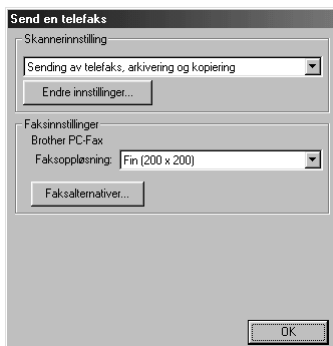 Send en telefaks
Skannerinnstilling
Sending av telefaks, arkivering og kopiering
Endre innstillinger...
Faksinnstillinger
Brother PC-Fax
Faksoppløsning: Fin (200 x 200)
Faksalternativer...
OK